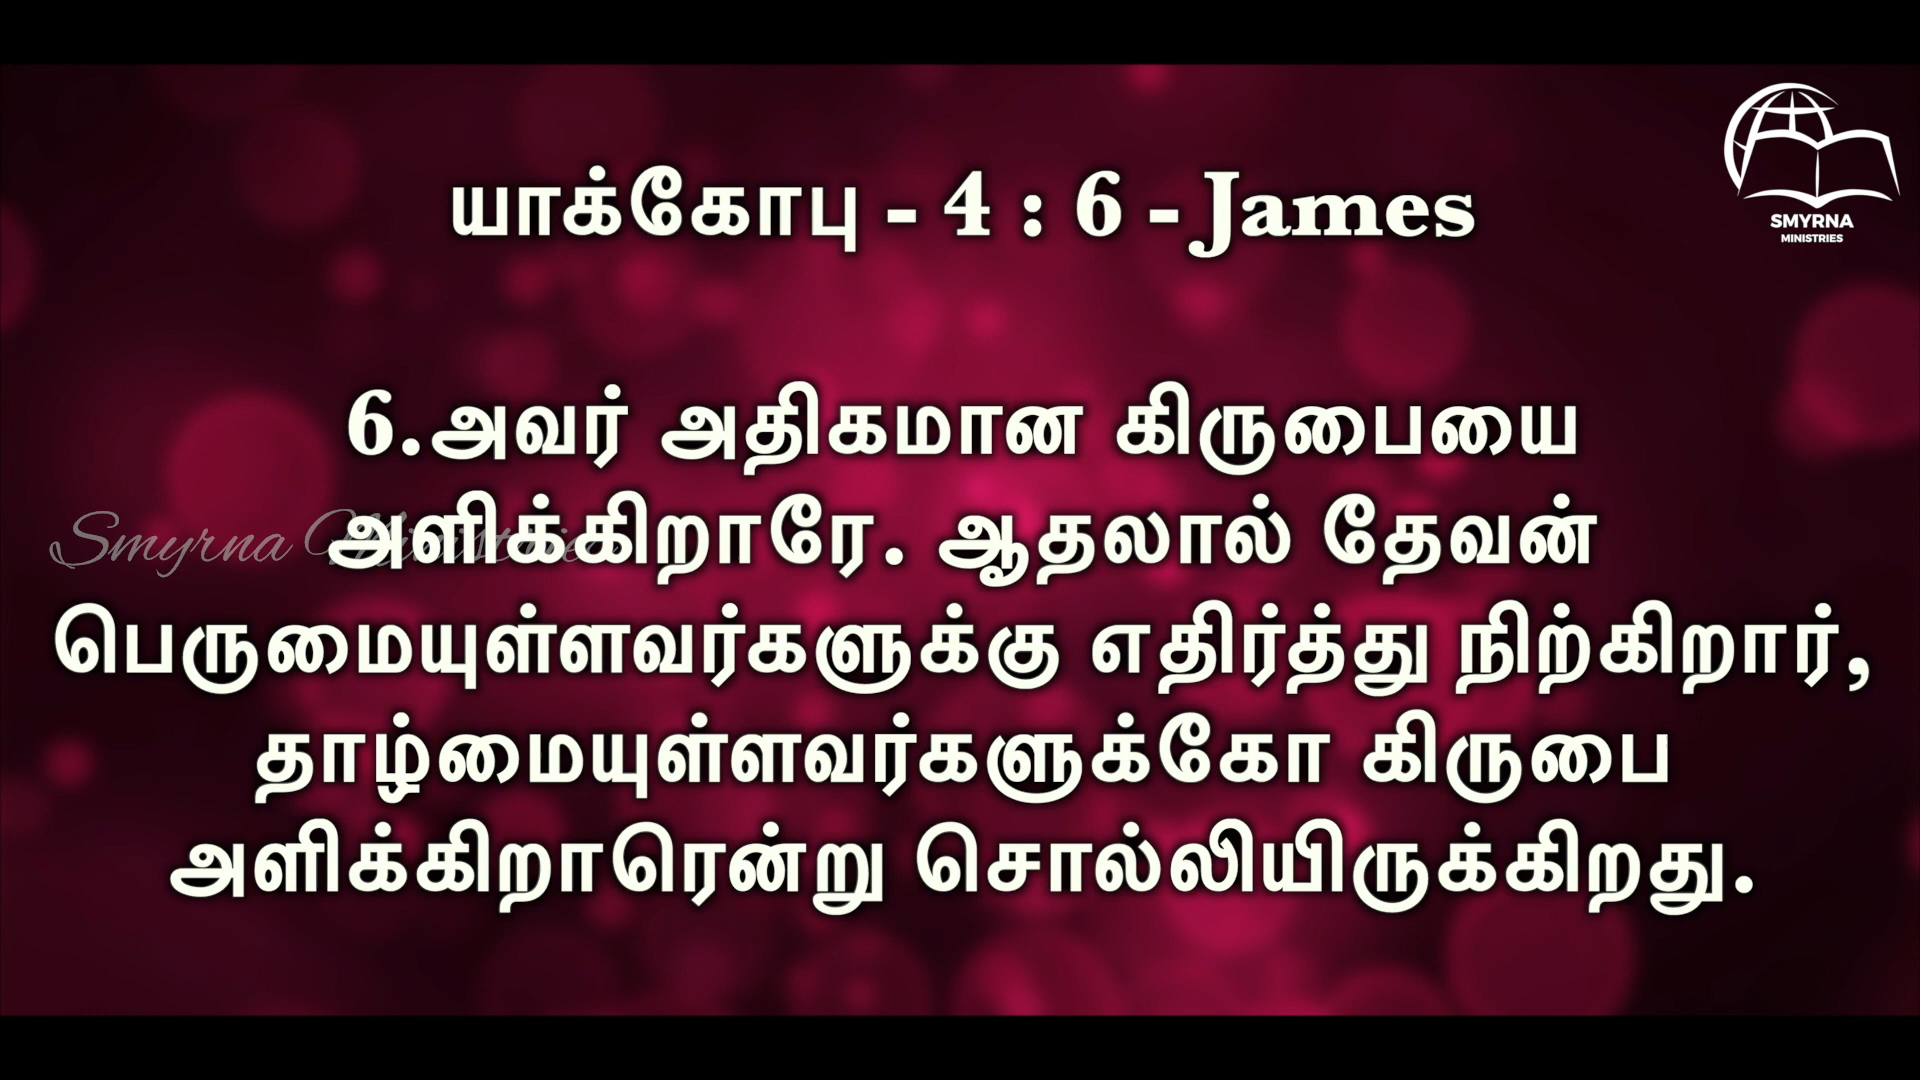 SMYRNA
MINISTRIES
யாக்கோபு - 4 : 6 - James
6.அவர் அதிகமான கிருபையை
அளிக்கிறாரே. ஆதலால் தேவன்
Smyrna Ministries
பெருமையுள்ளவர்களுக்கு எதிர்த்து நிற்கிறார்,
தாழ்மையுள்ளவர்களுக்கோ கிருபை
அளிக்கிறாரென்று சொல்லியிருக்கிறது.